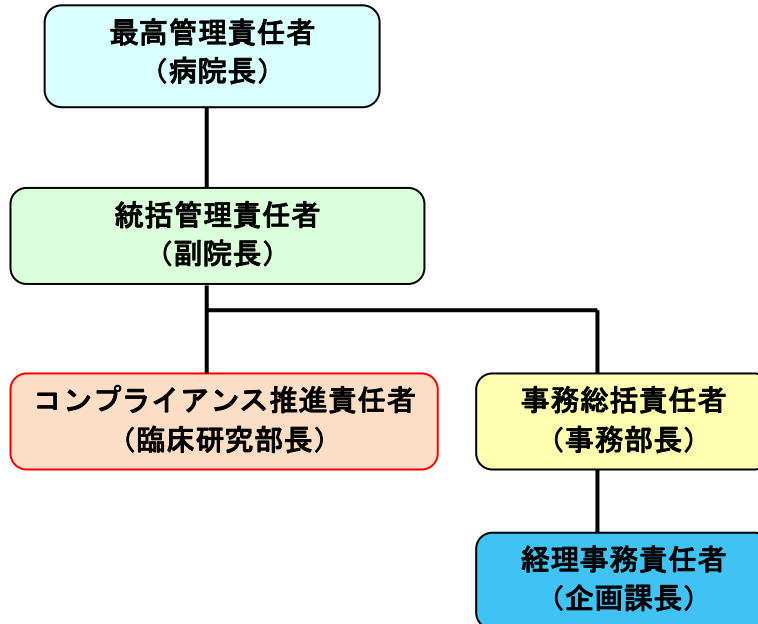 最高管理責任者
（病院長）
統括管理責任者
（副院長）
コンプライアンス推進責任者
（臨床研究部長）
事務総括責任者
（事務部長）
経理事務責任者
（企画課長）